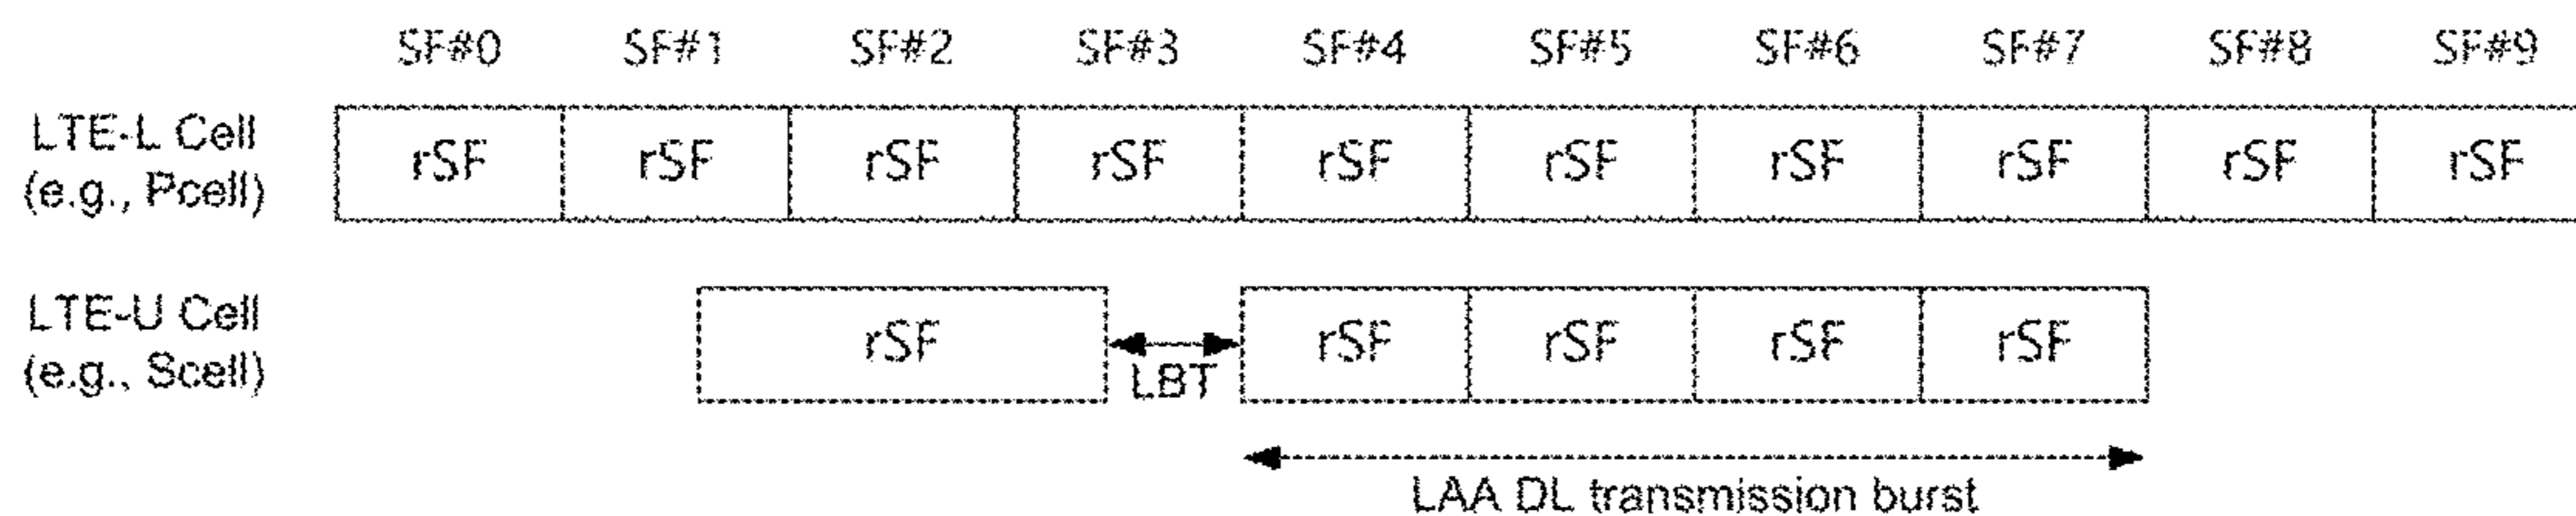 SF#0 SF#1 SF#2 SF#3 SF#4 SF#5 SF#6 SF#7 SF#8 SF#9
LTE-L Cell
(e.g., Pcell)
rSF rSF rSF rSF rSF rSF rSF rSF rSF rSF
LTE-U Cell
(e.g., Scell)
rSF rSF rSF rSF rSF
LBT
LAA DL transmission burst